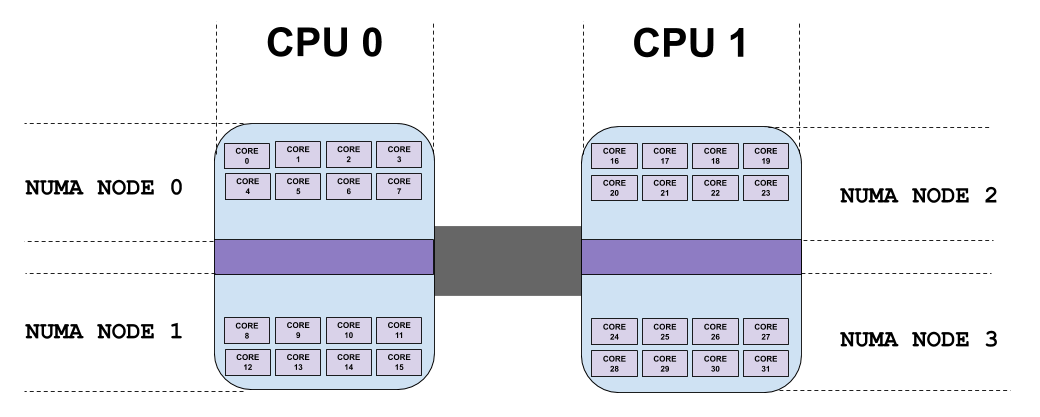 CPU 0
CPU 1
NUMA NODE 0
CORE 0
CORE 1
CORE 2
CORE 3
CORE 4
CORE 5
CORE 6
CORE 7
NUMA NODE 1
CORE 8
CORE 9
CORE 10
CORE 11
CORE 12
CORE 13
CORE 14
CORE 15
CORE 16
CORE 17
CORE 18
CORE 19
CORE 20
CORE 21
CORE 22
CORE 23
NUMA NODE 2
CORE 24
CORE 25
CORE 26
CORE 27
CORE 28
CORE 29
CORE 30
CORE 31
NUMA NODE 3